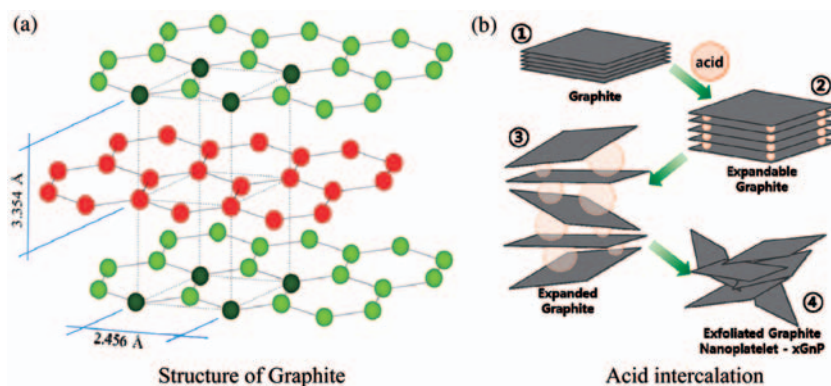 (a)
3.354 Å
2.456 Å
Structure of Graphite
(b)
①
Graphite
acid
②
Expandable
Graphite
③
Expanded
Graphite
④
Exfoliated Graphite
Nanoplatelet - xGnP
Acid intercalation